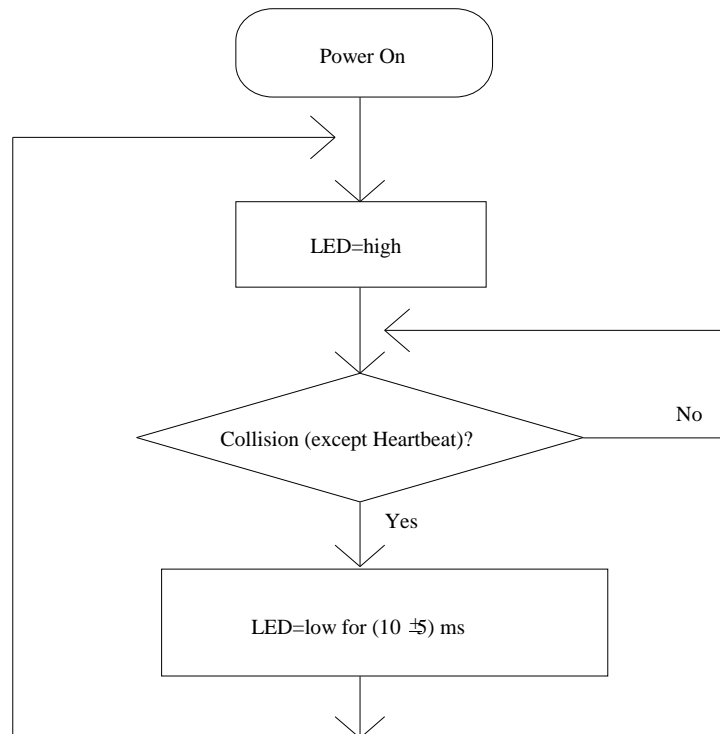 Power On
LED=high
Collision (except Heartbeat)?
No
Yes
LED=low for (10 ±5) ms